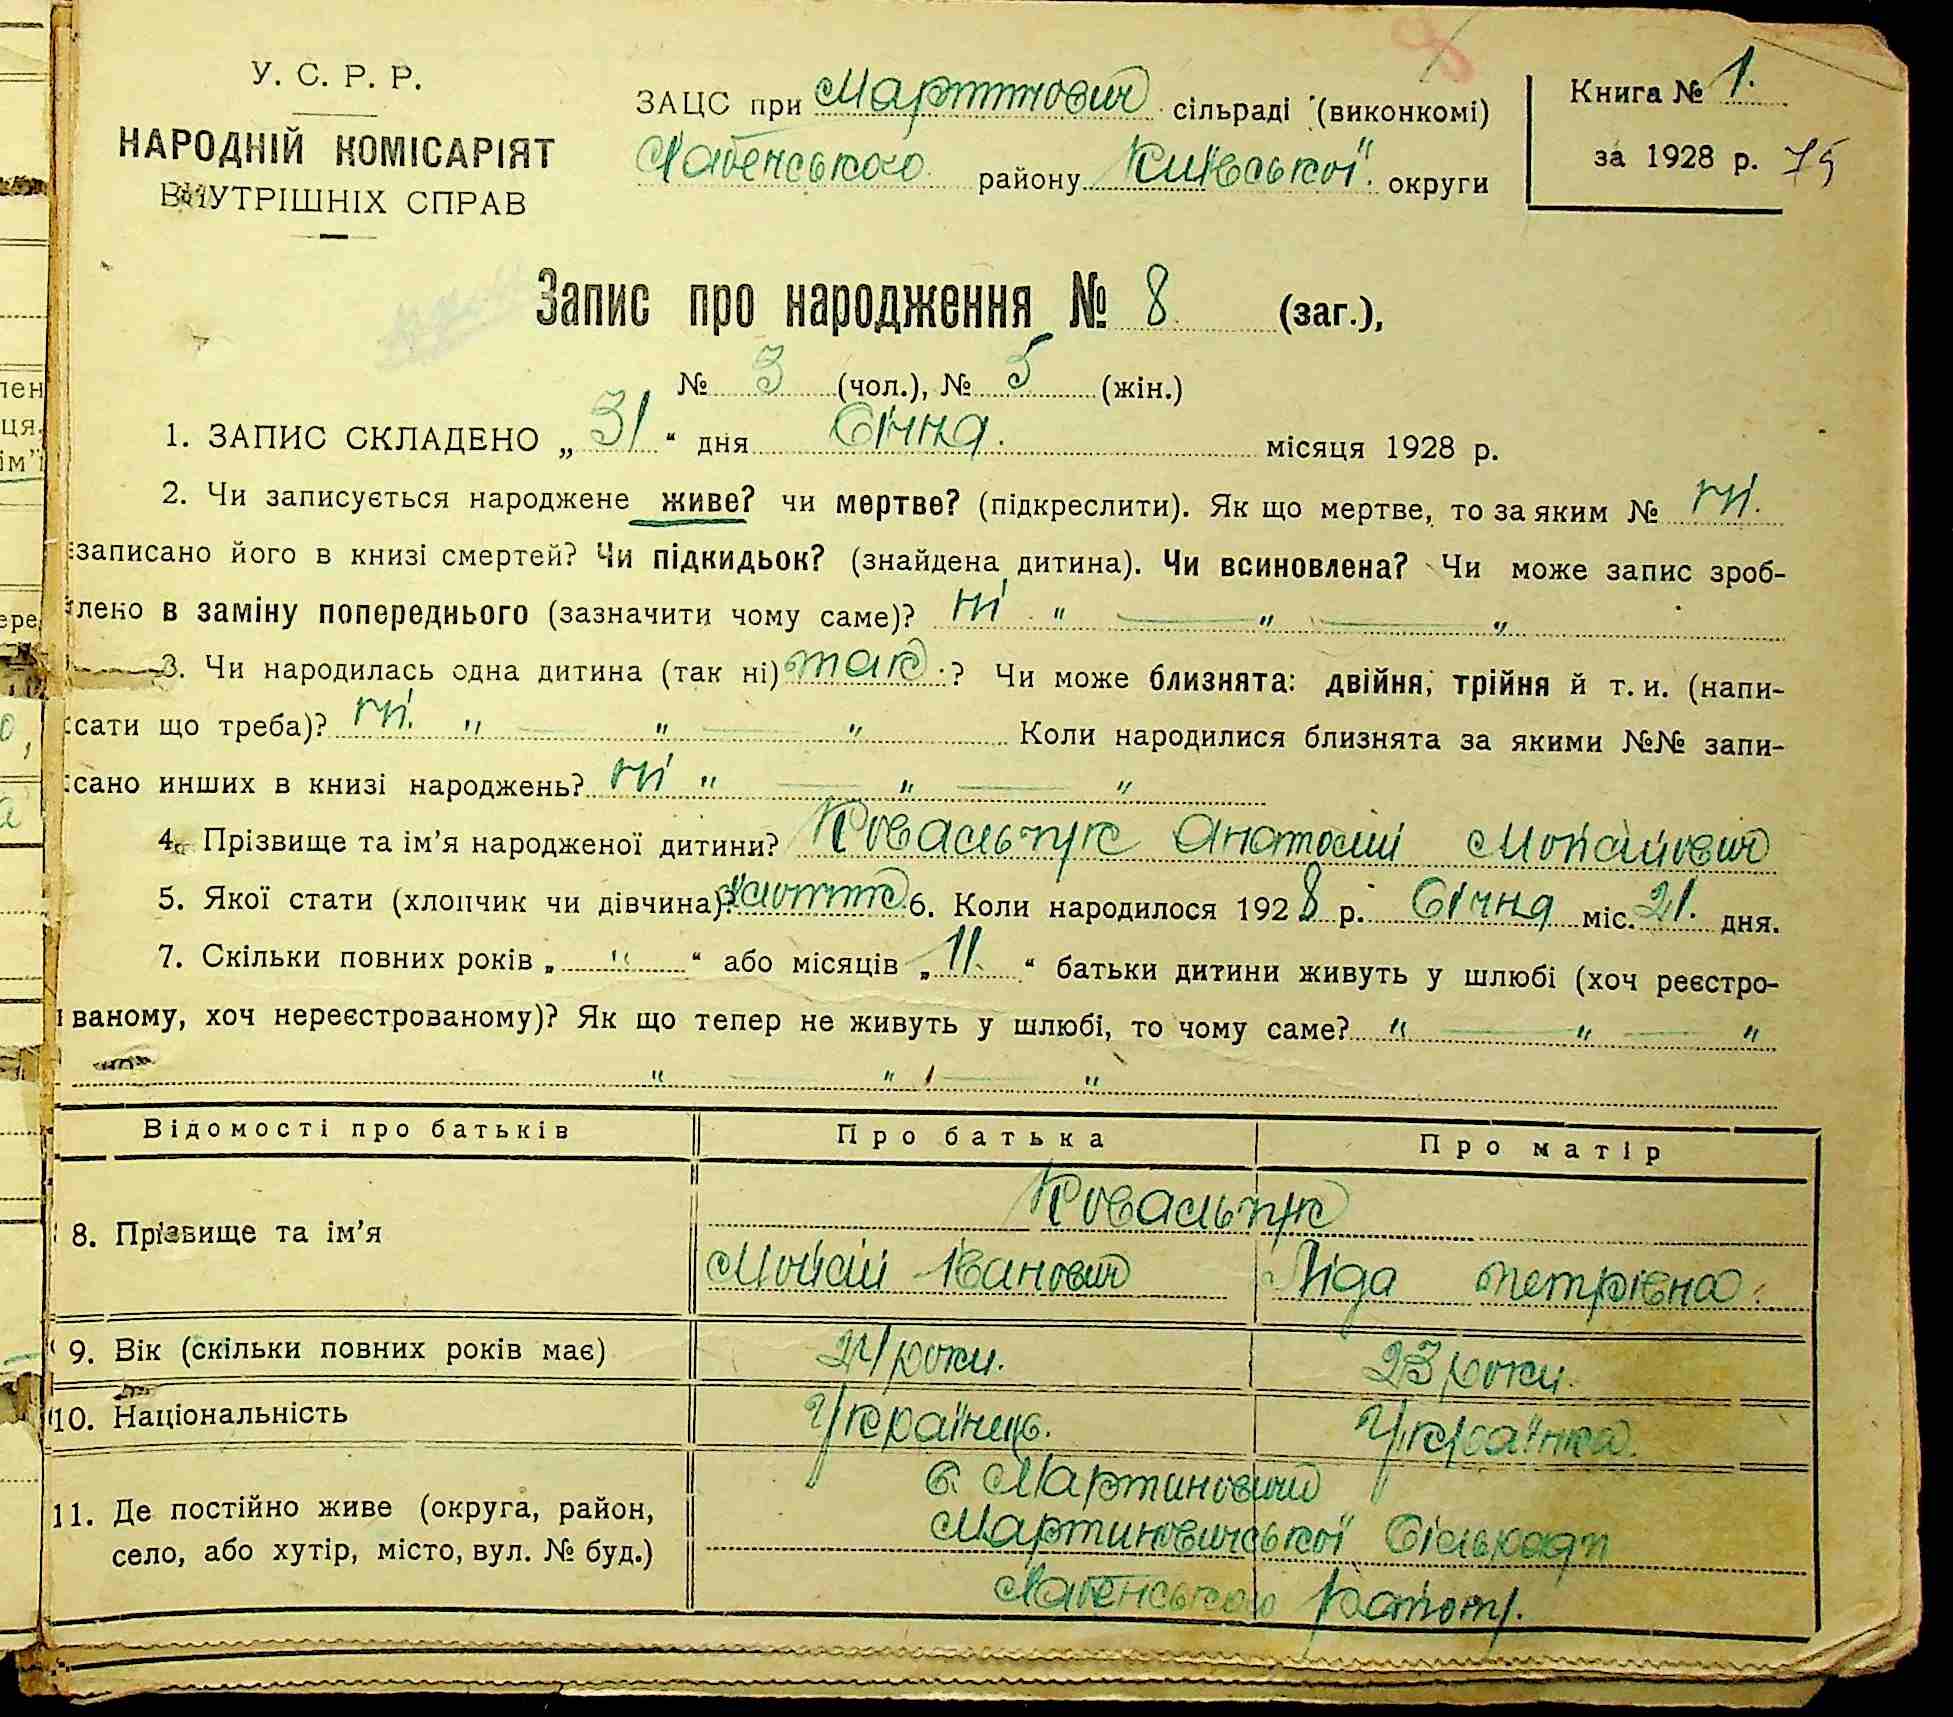 У. С. Р. Р.
НАРОДНІЙ КОМІСАРІЯТ
ВНУТРІШНІХ СПРАВ
ЗАЦС при Мартинович сільраді (виконкомі)
Хабенського району Київської округи
Книга № 1.
за 1928 р. 75
Запис про народження № 8 (заг.),
№ 3 (чол.), № 5 (жін.)
1. ЗАПИС СКЛАДЕНО „ 31 “ дня Січня. місяця 1928 р.
2. Чи записується народжене живе? чи мертве? (підкреслити). Як що мертве, то за яким № ні.
записано його в книзі смертей? Чи підкидьок? (знайдена дитина). Чи всиновлена? Чи може запис зроб-
лено в заміну попереднього (зазначити чому саме)? ні " — " — "
3. Чи народилась одна дитина (так ні) так.? Чи може близнята: двійня, трійня й т. и. (напи-
сати що треба)? ні. " — " — " Коли народилися близнята за якими №№ запи-
сано инших в книзі народжень? ні " — " — "
4. Прізвище та ім’я народженої дитини? Ковальчук Анатолій Мойсійович
5. Якої стати (хлопчик чи дівчина)? 6. Коли народилося 1928 р. Січня міс. 21. дня.
7. Скільки повних років „ " “ або місяців „ 11. “ батьки дитини живуть у шлюбі (хоч реєстро-
ваному, хоч нереєстрованому)? Як що тепер не живуть у шлюбі, то чому саме? " — " — "
" — " — "
Відомості про батьків Про батька Про матір
8. Прізвище та ім’я Ковальчук
Мойсій Іванович Ліда Петрівна.
9. Вік (скільки повних років має) 24 роки. 23 роки.
10. Національність Українець. Українка.
11. Де постійно живе (округа, район,
село, або хутір, місто, вул. № буд.)
С. Мартиновичі
Мартиновичської Сільради
Хабенського району.